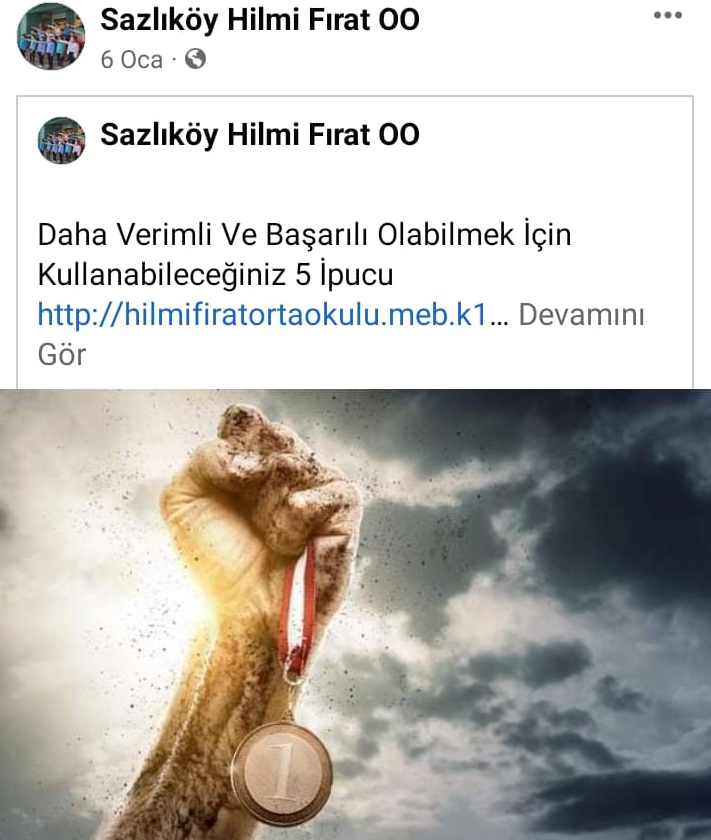 Sazlıköy Hilmi Fırat OO
6 Oca ·
Sazlıköy Hilmi Fırat OO
Daha Verimli Ve Başarılı Olabilmek İçin
Kullanabileceğiniz 5 İpucu
http://hilmifiratortaokulu.meb.k1... Devamını
Gör
1